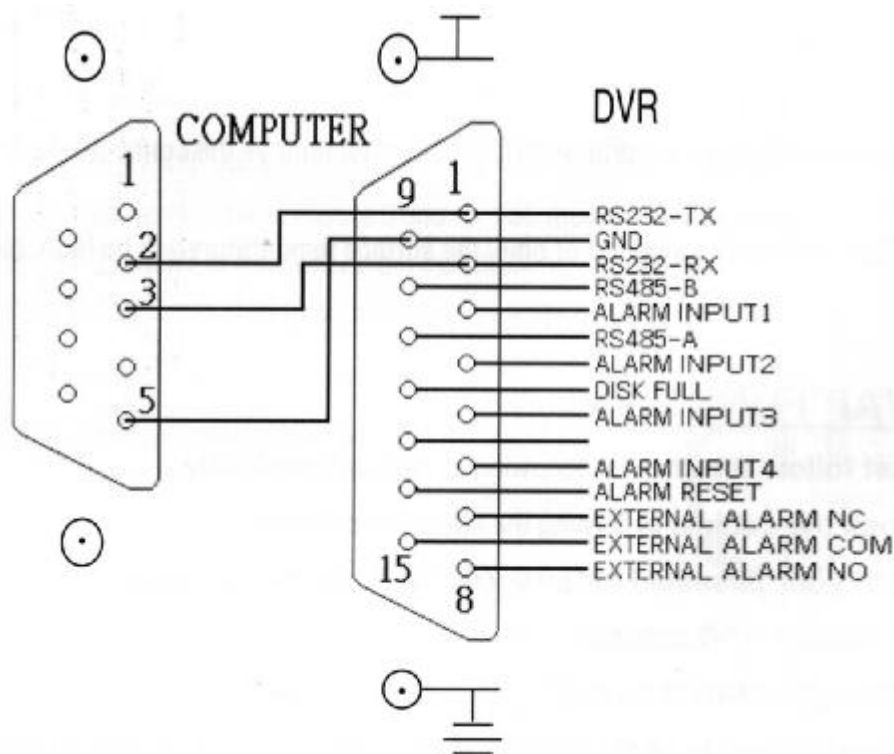 DVR
COMPUTER
1
9 1
RS232-TX
2
GND
RS232-RX
3
RS485-B
ALARM INPUT1
RS485-A
ALARM INPUT2
DISK FULL
5
ALARM INPUT3
ALARM INPUT4
ALARM RESET
EXTERNAL ALARM NC
EXTERNAL ALARM COM
15
EXTERNAL ALARM NO
8